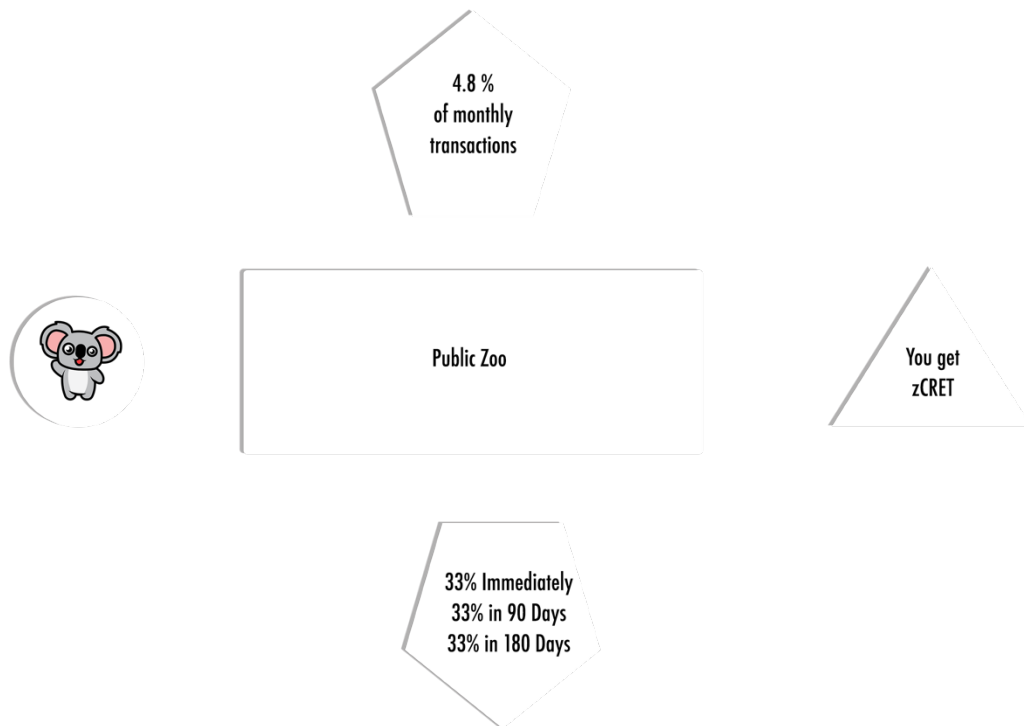 4.8 %
of monthly
transactions
Public Zoo
You get
zCRET
33% Immediately
33% in 90 Days
33% in 180 Days